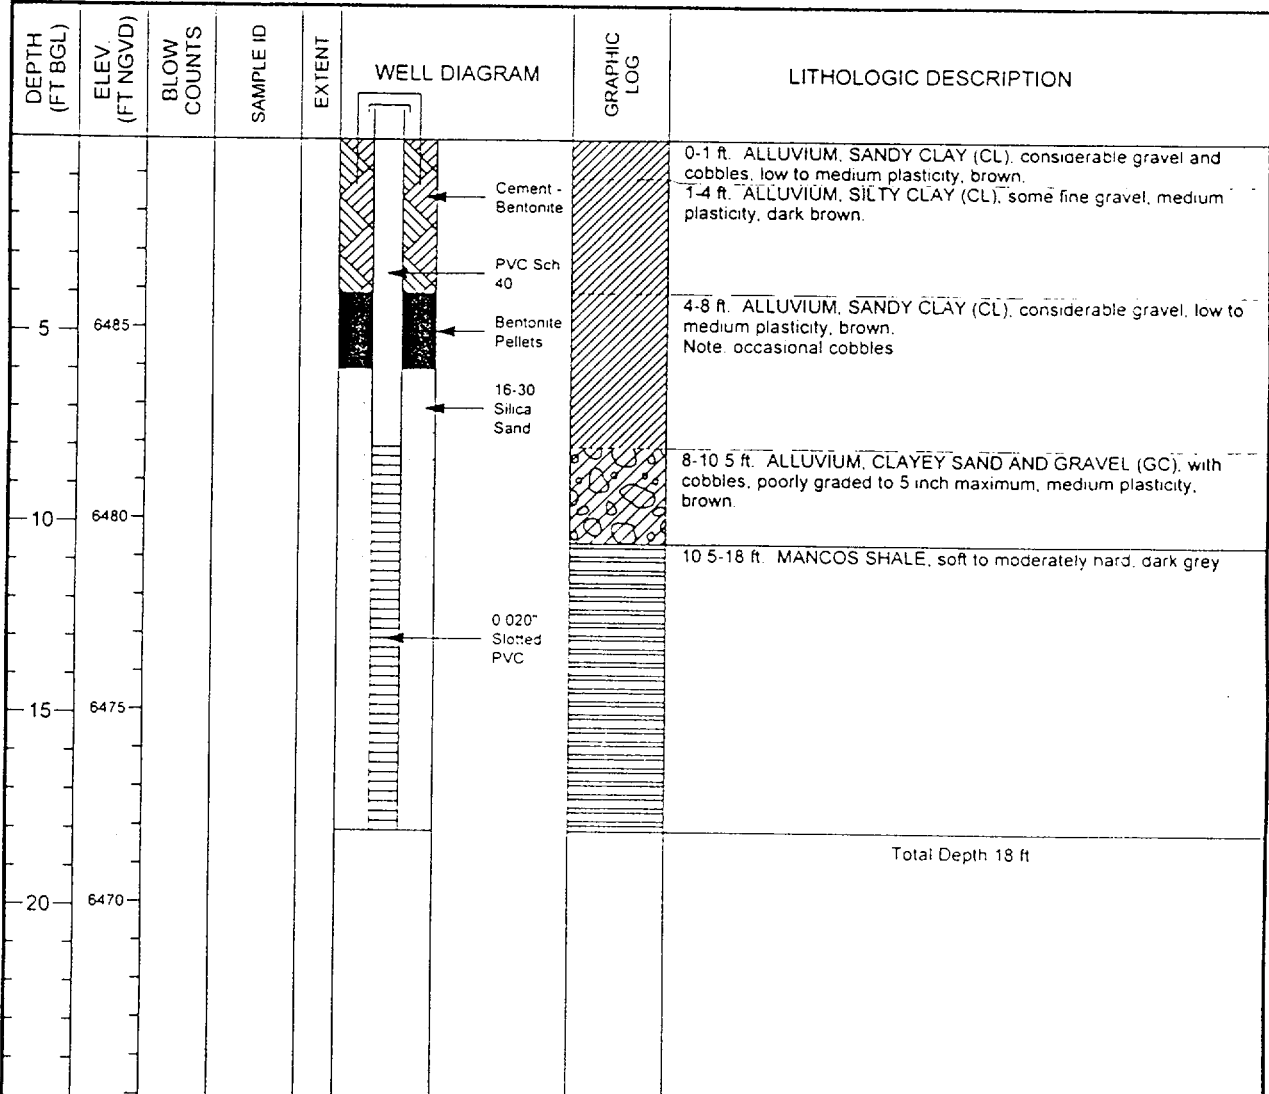 DEPTH
(FT BGL)
ELEV.
(FT NGVD)
BLOW
COUNTS
SAMPLE ID
EXTENT
WELL DIAGRAM
GRAPHIC
LOG
LITHOLOGIC DESCRIPTION
0-1 ft. ALLUVIUM, SANDY CLAY (CL), considerable gravel and
cobbles, low to medium plasticity, brown.
1-4 ft. ALLUVIUM, SILTY CLAY (CL), some fine gravel, medium
plasticity, dark brown.
Cement -
Bentonite
PVC Sch
40
4-8 ft. ALLUVIUM, SANDY CLAY (CL), considerable gravel, low to
medium plasticity, brown.
Note. occasional cobbles
5
6485
Bentonite
Pellets
16-30
Silica
Sand
8-10 5 ft. ALLUVIUM, CLAYEY SAND AND GRAVEL (GC), with
cobbles, poorly graded to 5 inch maximum, medium plasticity,
brown.
10
6480
10 5-18 ft. MANCOS SHALE, soft to moderately hard, dark grey
0 020"
Slotted
PVC
15
6475
Total Depth 18 ft
20
6470